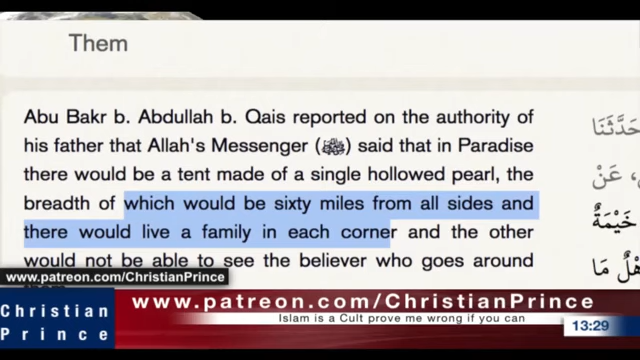 Them
Abu Bakr b. Abdullah b. Qais reported on the authority of
his father that Allah's Messenger (ﷺ) said that in Paradise
there would be a tent made of a single hollowed pearl, the
breadth of which would be sixty miles from all sides and
there would live a family in each corner and the other
would not be able to see the believer who goes around
حَدَّثَنَا
عَنْ
خَيْمَةٌ
مَا
www.patreon.com/ChristianPrince
www.patreon.com/ChristianPrince
Christian
Prince
Islam is a Cult prove me wrong if you can
13:29